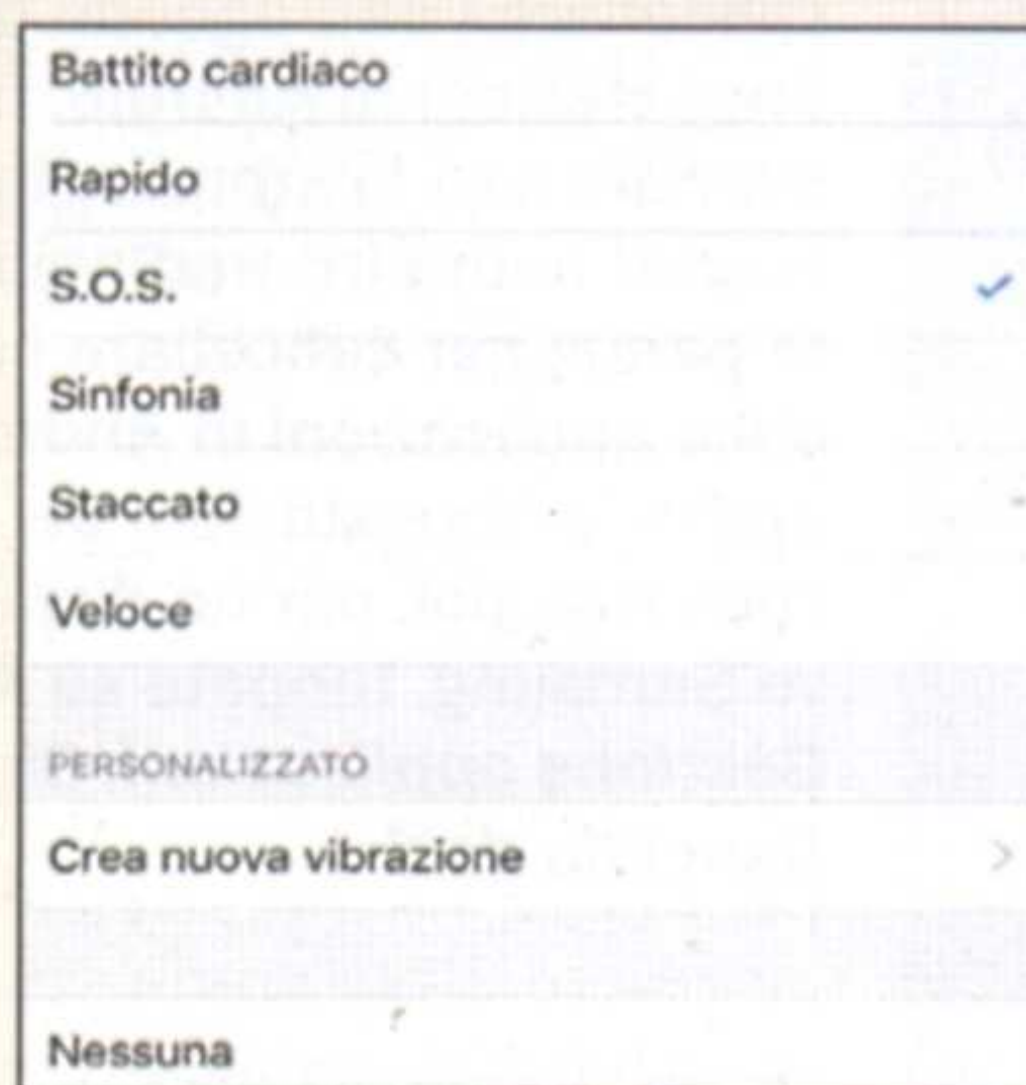 Battito cardiaco
Rapido
S.O.S.
Sinfonia
Staccato
Veloce
PERSONALIZZATO
Crea nuova vibrazione
Nessuna